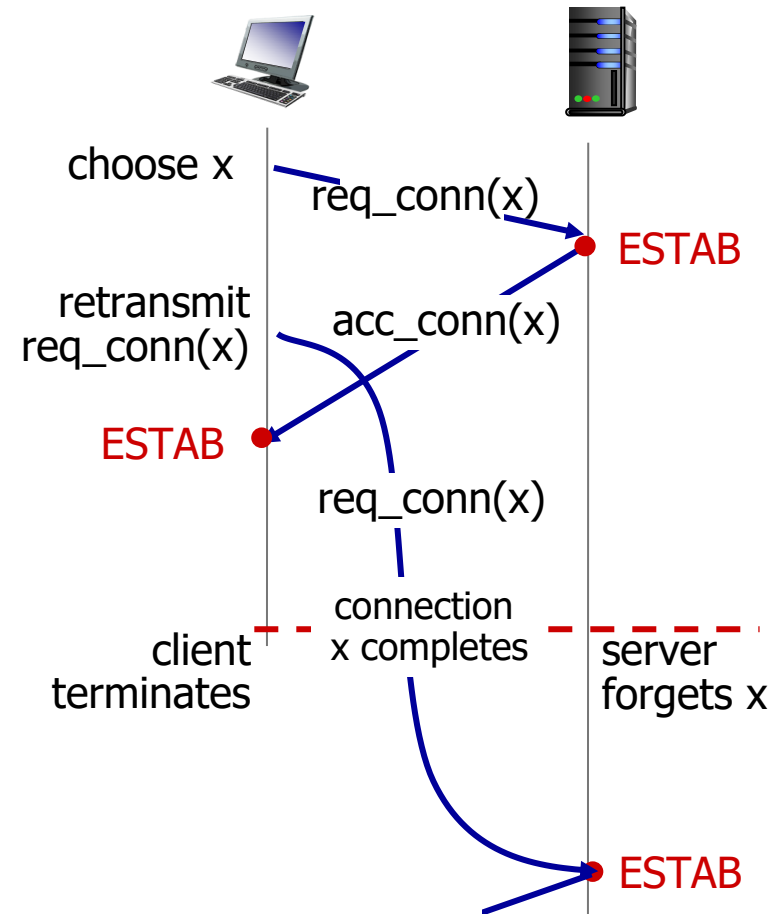 choose x
req_conn(x)
ESTAB
retransmit
req_conn(x)
acc_conn(x)
ESTAB
req_conn(x)
connection
x completes
client
terminates
server
forgets x
ESTAB